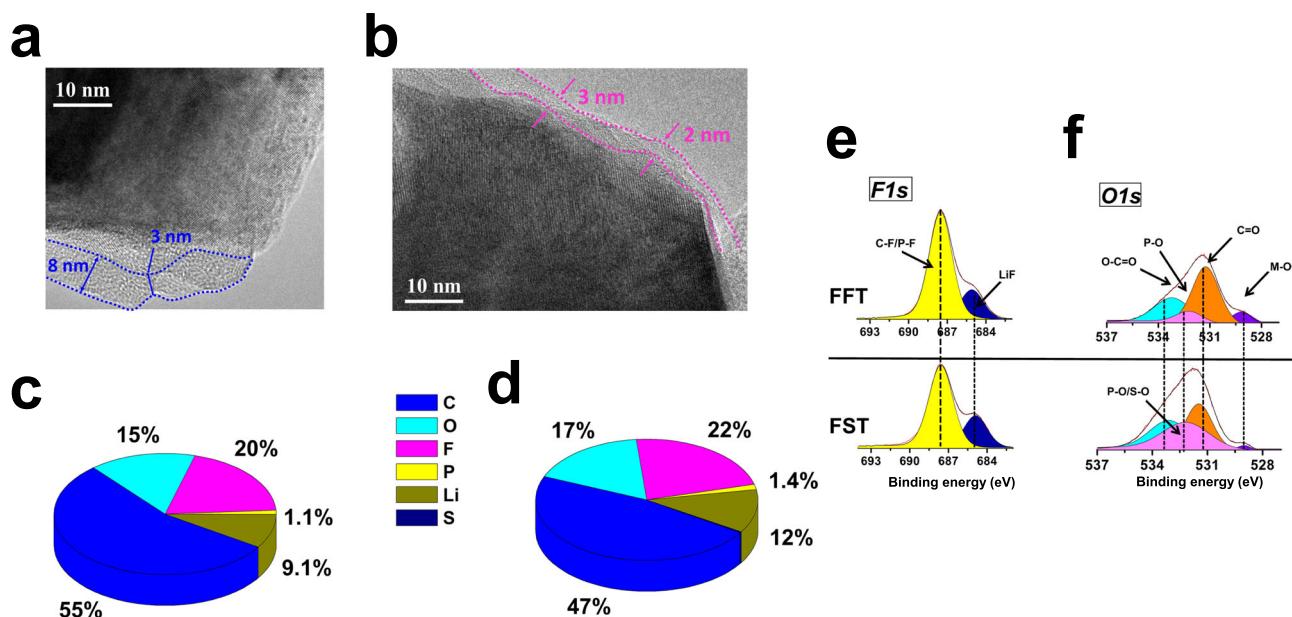 a
10 nm
3 nm
8 nm
b
3 nm
2 nm
10 nm
c
15%
20%
1.1%
9.1%
55%
C
O
F
P
Li
S
d
17%
22%
1.4%
12%
47%
e
F1s
C-F/P-F
LiF
FFT
693 690 687 684
FST
693 690 687 684
Binding energy (eV)
f
O1s
C=O
P-O
O-C=O
M-O
537 534 531 528
P-O/S-O
537 534 531 528
Binding energy (eV)